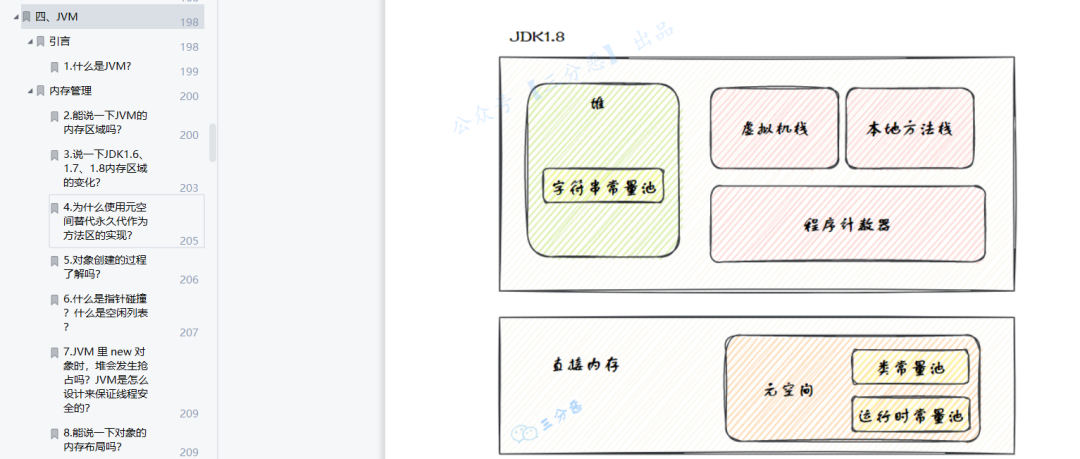 198
四、JVM
198
引言
198
1.什么是JVM?
199
内存管理
200
2.能说一下JVM的
内存区域吗?
200
3.说一下JDK1.6、
1.7、1.8内存区域
的变化?
203
4.为什么使用元空
间替代永久代作为
方法区的实现?
205
5.对象创建的过程
了解吗?
206
6.什么是指针碰撞
？什么是空闲列表
?
207
7.JVM 里 new 对
象时，堆会发生抢
占吗？JVM是怎么
设计来保证线程安
全的?
209
8.能说一下对象的
内存布局吗?
209
JDK1.8
公众号【三分恶】出品
堆
字符串常量池
虚拟机栈
本地方法栈
程序计数器
直接内存
元空间
类常量池
运行时常量池
三分恶